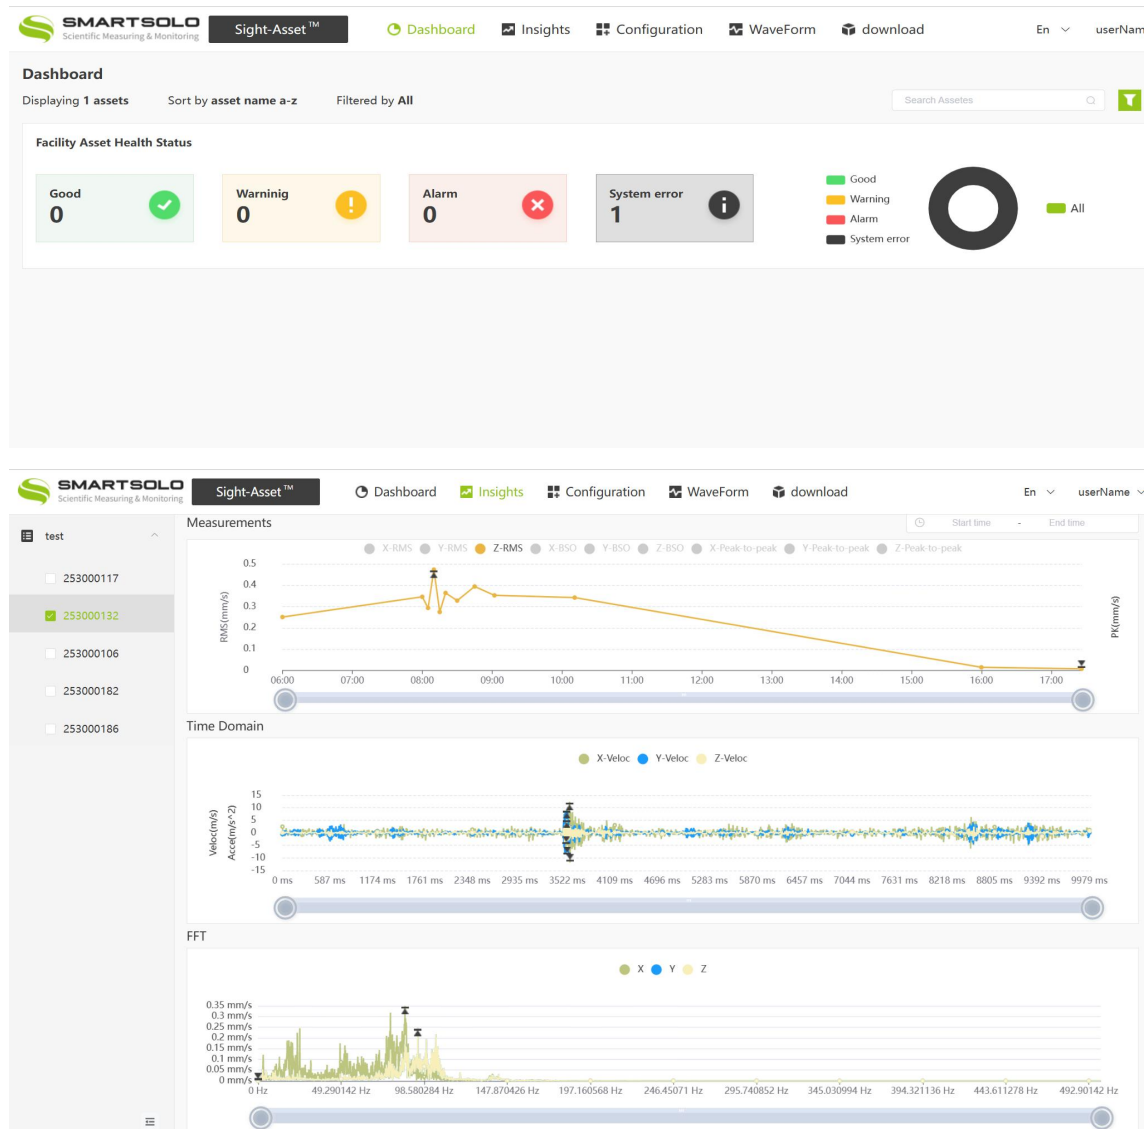 SMARTSOLO Sight-Asset™ Dashboard Insights Configuration WaveForm download En userNam
Scientific Measuring & Monitoring
Dashboard
Displaying 1 assets Sort by asset name a-z Filtered by All Search Assetes
Facility Asset Health Status
Good Warninig Alarm System error
0 0 0 1
Good
Warning
Alarm
System error
All
SMARTSOLO Sight-Asset™ Dashboard Insights Configuration WaveForm download En userName
Scientific Measuring & Monitoring
test
253000117
253000132
253000106
253000182
253000186
Measurements Start time - End time
X-RMS Y-RMS Z-RMS X-BSO Y-BSO Z-BSO X-Peak-to-peak Y-Peak-to-peak Z-Peak-to-peak
RMS(mm/s)
0.5
0.4
0.3
0.2
0.1
0
06:00 07:00 08:00 09:00 10:00 11:00 12:00 13:00 14:00 15:00 16:00 17:00
PK(mm/s)
Time Domain
X-Veloc Y-Veloc Z-Veloc
Veloc(m/s)
Acce(m/s^2)
15
10
5
0
-5
-10
-15
0 ms 587 ms 1174 ms 1761 ms 2348 ms 2935 ms 3522 ms 4109 ms 4696 ms 5283 ms 5870 ms 6457 ms 7044 ms 7631 ms 8218 ms 8805 ms 9392 ms 9979 ms
FFT
X Y Z
0.35 mm/s
0.3 mm/s
0.25 mm/s
0.2 mm/s
0.15 mm/s
0.1 mm/s
0.05 mm/s
0 mm/s
0 Hz 49.290142 Hz 98.580284 Hz 147.870426 Hz 197.160568 Hz 246.45071 Hz 295.740852 Hz 345.030994 Hz 394.321136 Hz 443.611278 Hz 492.90142 Hz